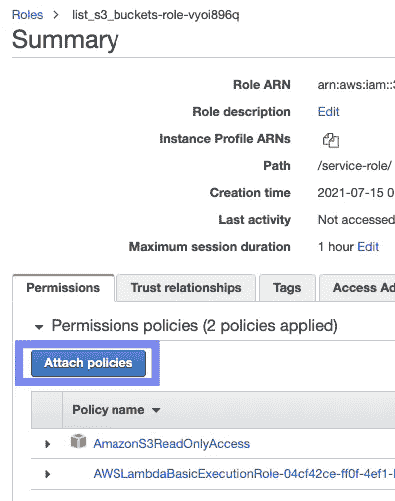 Roles > list_s3_buckets-role-vyoi896q
Summary
Role ARN arn:aws:iam::3
Role description Edit
Instance Profile ARNs
Path /service-role/
Creation time 2021-07-15 0
Last activity Not accessed
Maximum session duration 1 hour Edit
Permissions Trust relationships Tags Access Ad
Permissions policies (2 policies applied)
Attach policies
Policy name
AmazonS3ReadOnlyAccess
AWSLambdaBasicExecutionRole-04cf42ce-ff0f-4ef1-